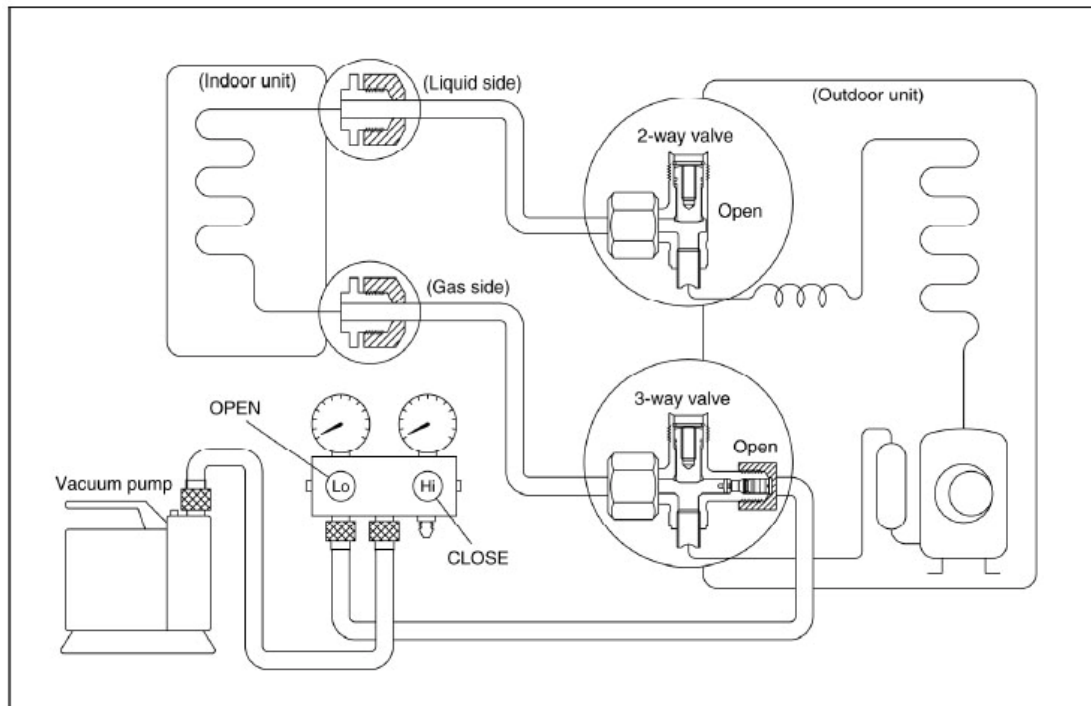 (Indoor unit)
(Liquid side)
(Outdoor unit)
2-way valve
Open
(Gas side)
3-way valve
Open
OPEN
Vacuum pump
Lo
Hi
CLOSE